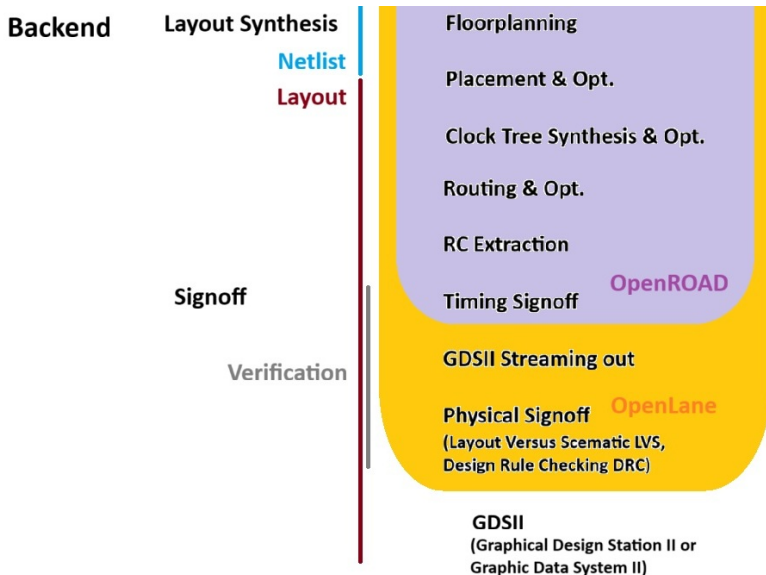 Backend
Layout Synthesis
Floorplanning
Netlist
Placement & Opt.
Layout
Clock Tree Synthesis & Opt.
Routing & Opt.
RC Extraction
OpenROAD
Signoff
Timing Signoff
GDSII Streaming out
Verification
OpenLane
Physical Signoff
(Layout Versus Scematic LVS,
Design Rule Checking DRC)
GDSII
(Graphical Design Station II or
Graphic Data System II)